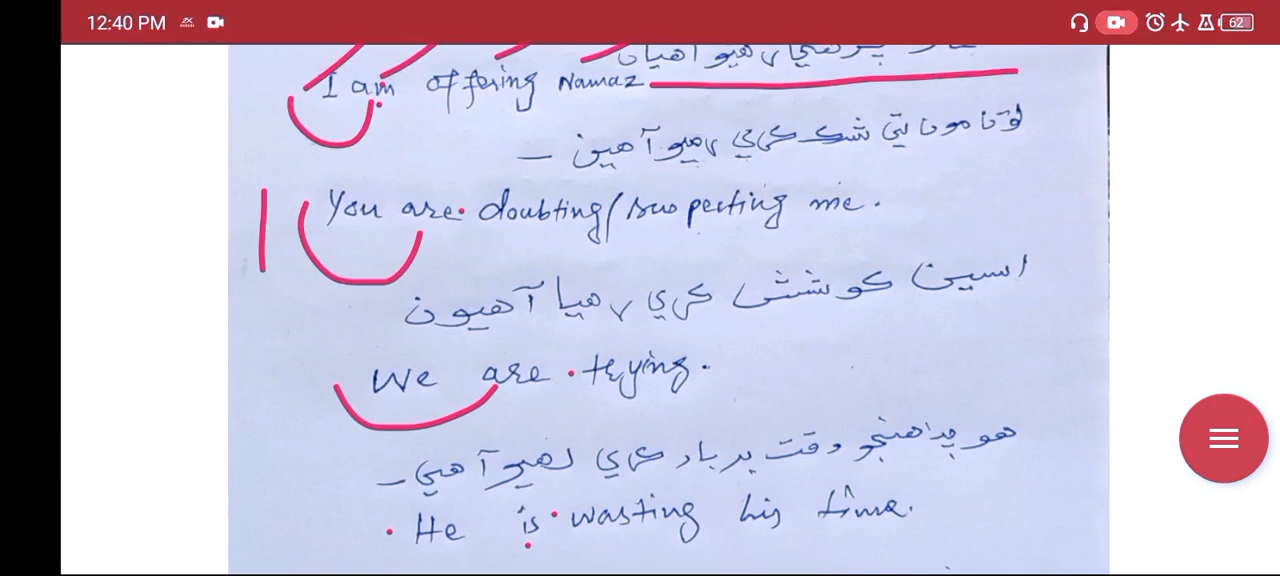 12:40 PM
62
I am offering Namaz
مون تي شڪ ڪري رهيو آهين ـ
You are doubting/suspecting me.
اسين ڪوشش ڪري رهيا آهيون
We are trying.
هو پنهنجو وقت برباد ڪري رهيو آهي ـ
He is wasting his time.